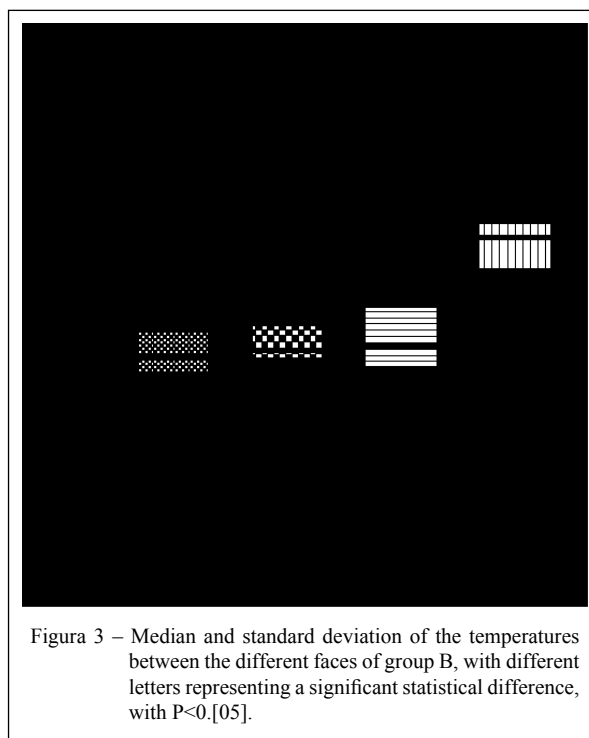 Figura 3 – Median and standard deviation of the temperatures
between the different faces of group B, with different
letters representing a significant statistical difference,
with P<0.[05].